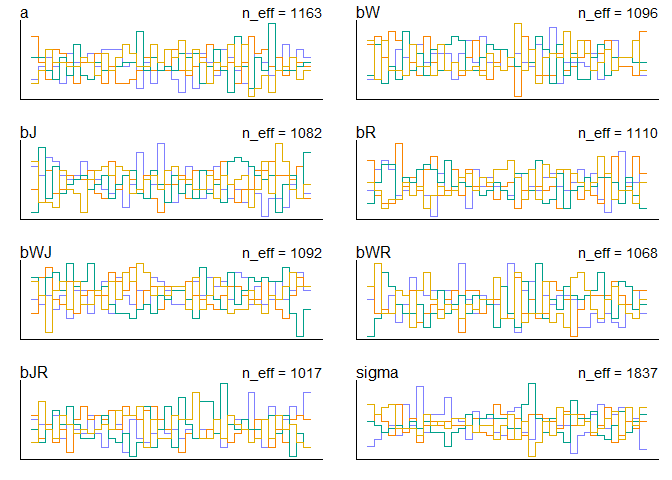 a n_eff = 1163
bW n_eff = 1096
bJ n_eff = 1082
bR n_eff = 1110
bWJ n_eff = 1092
bWR n_eff = 1068
bJR n_eff = 1017
sigma n_eff = 1837